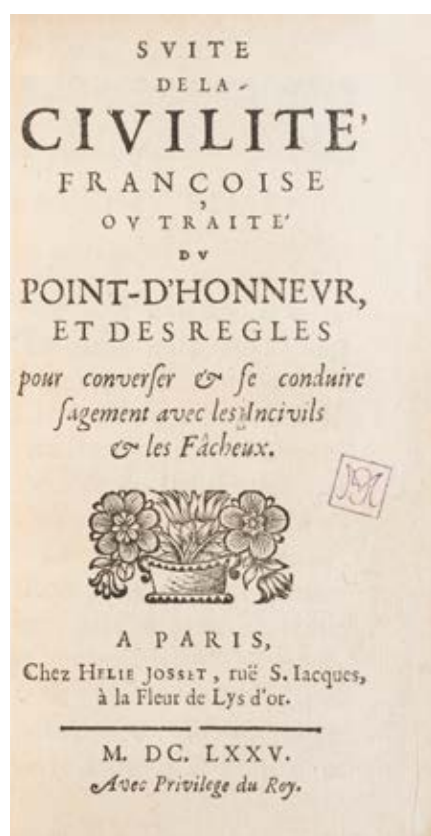 SVITE
DE LA
CIVILITE'
FRANÇOISE
OV TRAITE'
DV
POINT-D'HONNEVR,
ET DES REGLES
pour converſer & ſe conduire
ſagement avec les Incivils
& les Fâcheux.
A PARIS,
Chez HELIE JOSSET, ruë S. Iacques,
à la Fleur de Lys d'or.
M. DC. LXXV.
Avec Privilege du Roy.